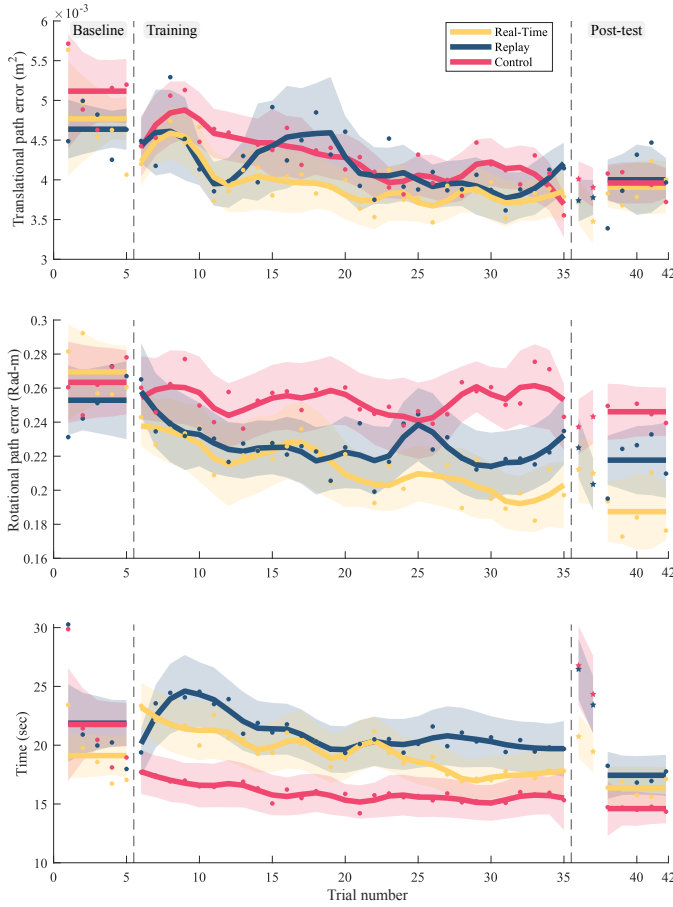 ×10⁻³
Baseline
Training
Post-test
Real-Time
Replay
Control
Translational path error (m²)
6
5.5
5
4.5
4
3.5
3
0 5 10 15 20 25 30 35 40 42
Rotational path error (Rad-m)
0.3
0.28
0.26
0.24
0.22
0.2
0.18
0.16
0 5 10 15 20 25 30 35 40 42
Time (sec)
30
25
20
15
10
0 5 10 15 20 25 30 35 40 42
Trial number